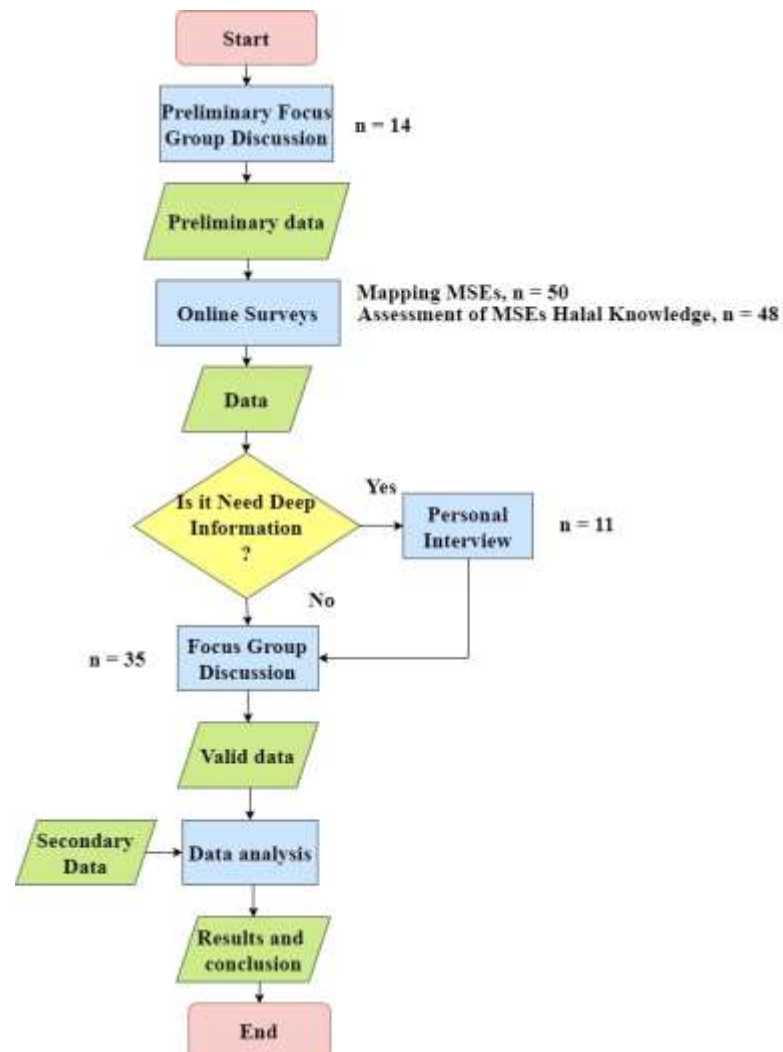 Start
Preliminary Focus
Group Discussion
n = 14
Preliminary data
Online Surveys
Mapping MSEs, n = 50
Assessment of MSEs Halal Knowledge, n = 48
Data
Is it Need Deep
Information
?
Yes
Personal
Interview
n = 11
No
n = 35
Focus Group
Discussion
Valid data
Secondary
Data
Data analysis
Results and
conclusion
End